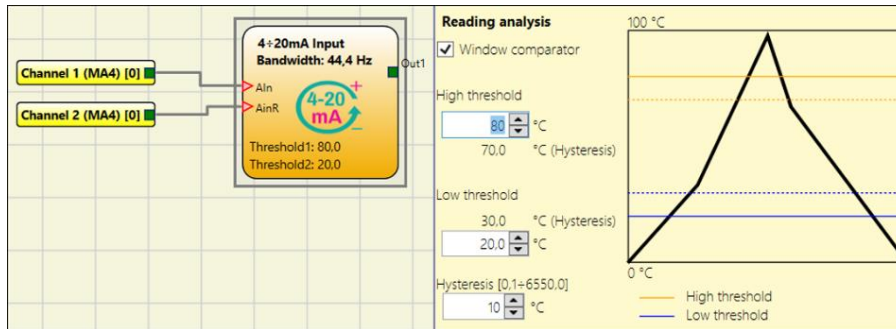 Channel 1 (MA4) [0]
Channel 2 (MA4) [0]
4÷20mA Input
Bandwidth: 44,4 Hz
Out1
AIn
AinR
4-20
mA
Threshold1: 80,0
Threshold2: 20,0
Reading analysis
Window comparator
High threshold
80 °C
70,0 °C (Hysteresis)
Low threshold
30,0 °C (Hysteresis)
20,0 °C
Hysteresis [0,1÷6550,0]
10 °C
100 °C
0 °C
High threshold
Low threshold